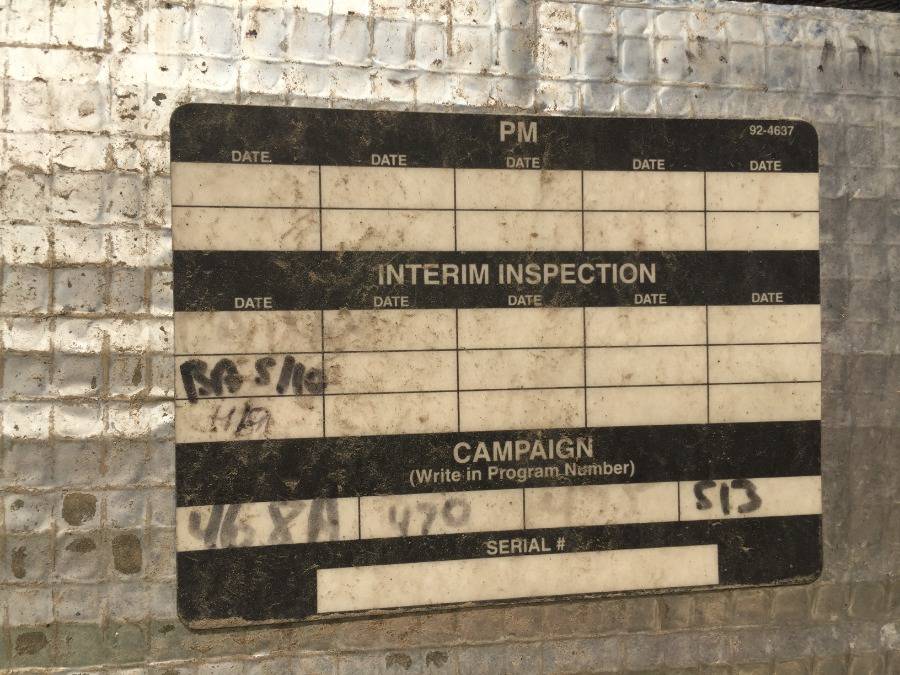 PM
92-4637
DATE DATE DATE DATE DATE
INTERIM INSPECTION
DATE DATE DATE DATE DATE
CAMPAIGN
(Write in Program Number)
468A 470 513
SERIAL #